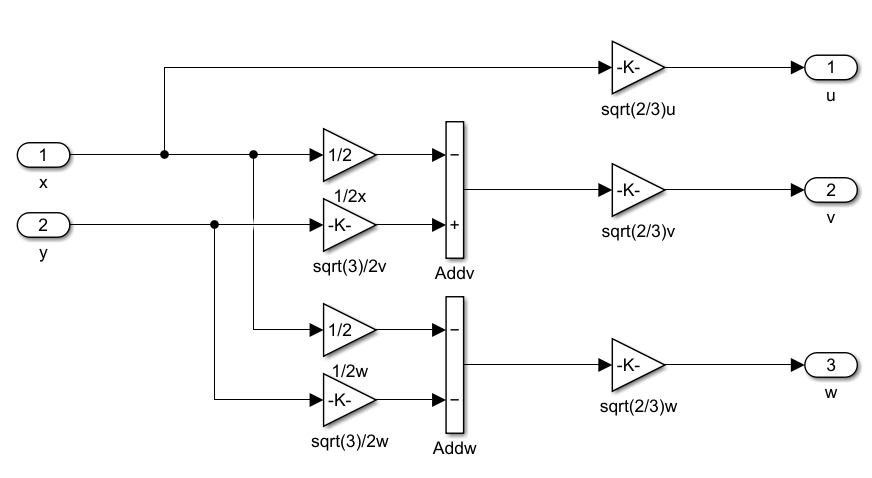 -K-
1
sqrt(2/3)u
u
1
x
1/2
−
1/2x
-K-
2
sqrt(2/3)v
v
2
y
-K-
+
sqrt(3)/2v
Addv
1/2
−
1/2w
-K-
3
sqrt(2/3)w
w
-K-
−
sqrt(3)/2w
Addw